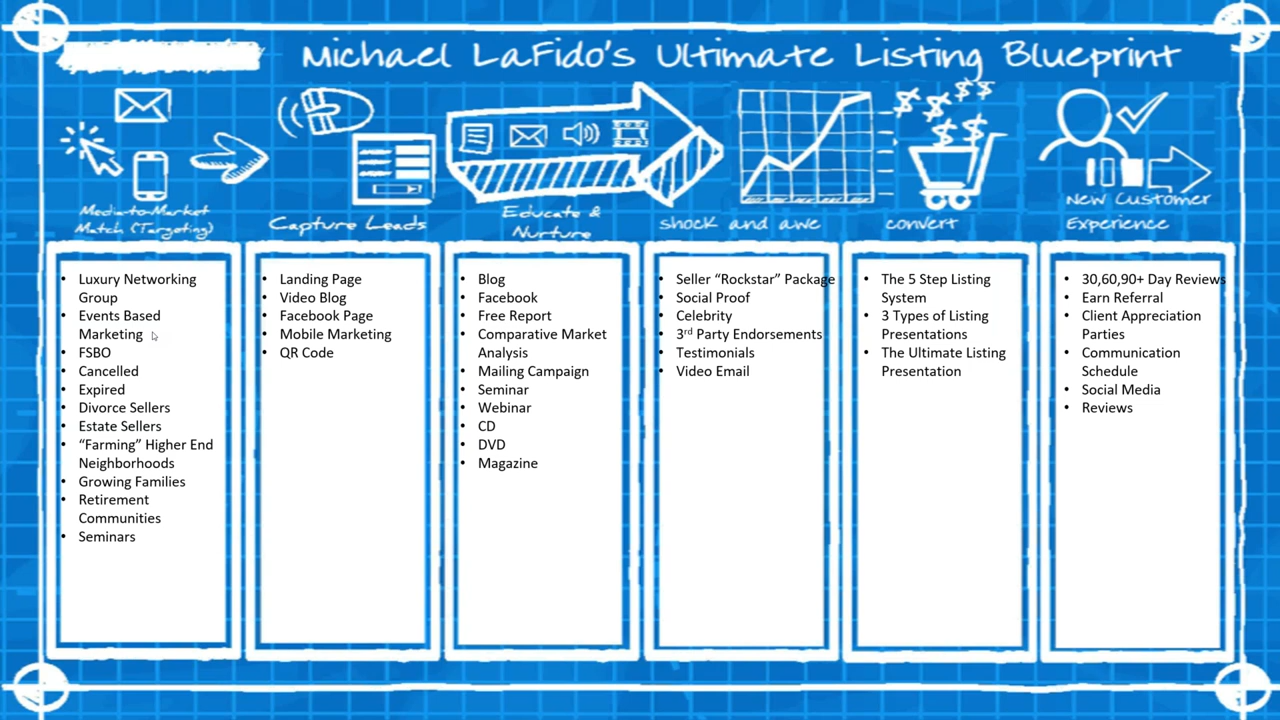 Michael LaFido's Ultimate Listing Blueprint
Media-to-Market
Match (Targeting)
Capture Leads
Educate &
Nurture
shock and awe
convert
New Customer
Experience
• Luxury Networking
Group
• Events Based
Marketing
• FSBO
• Cancelled
• Expired
• Divorce Sellers
• Estate Sellers
• “Farming” Higher End
Neighborhoods
• Growing Families
• Retirement
Communities
• Seminars
• Landing Page
• Video Blog
• Facebook Page
• Mobile Marketing
• QR Code
• Blog
• Facebook
• Free Report
• Comparative Market
Analysis
• Mailing Campaign
• Seminar
• Webinar
• CD
• DVD
• Magazine
• Seller “Rockstar” Package
• Social Proof
• Celebrity
• 3rd Party Endorsements
• Testimonials
• Video Email
• The 5 Step Listing
System
• 3 Types of Listing
Presentations
• The Ultimate Listing
Presentation
• 30,60,90+ Day Reviews
• Earn Referral
• Client Appreciation
Parties
• Communication
Schedule
• Social Media
• Reviews